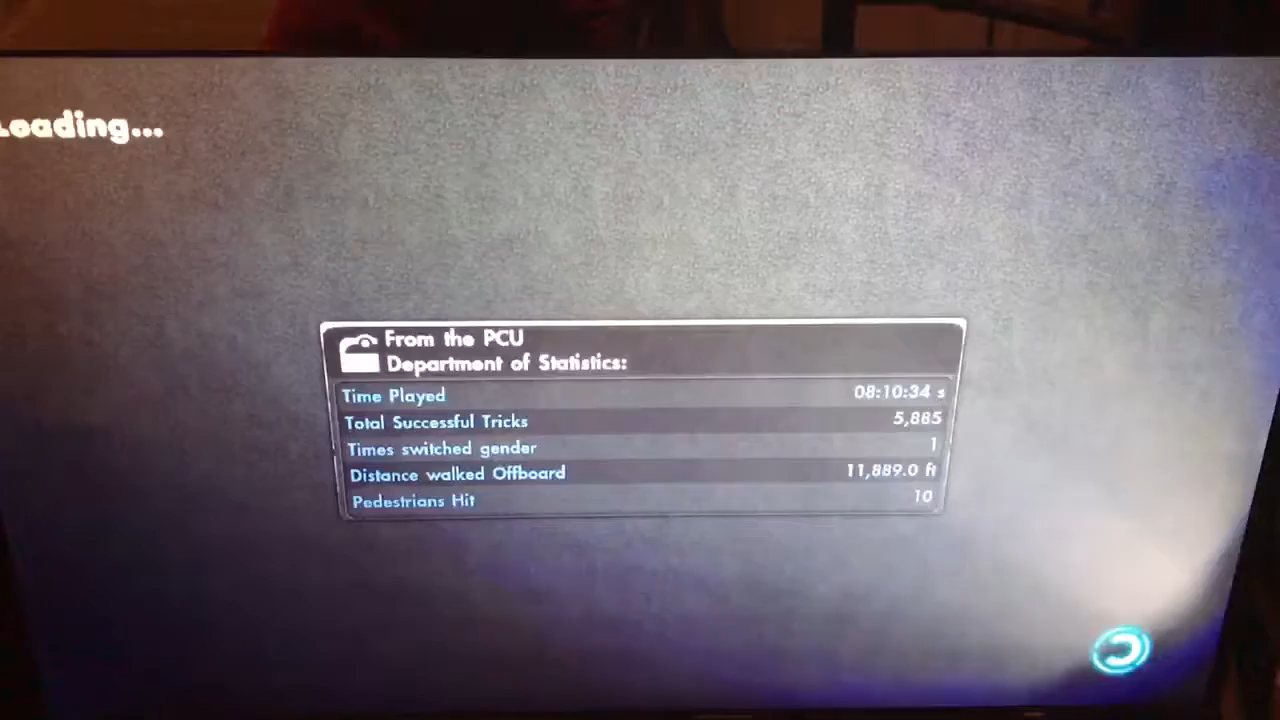 Loading...
From the PCU
Department of Statistics:
Time Played 08:10:34 s
Total Successful Tricks 5,885
Times switched gender 1
Distance walked Offboard 11,889.0 ft
Pedestrians Hit 10